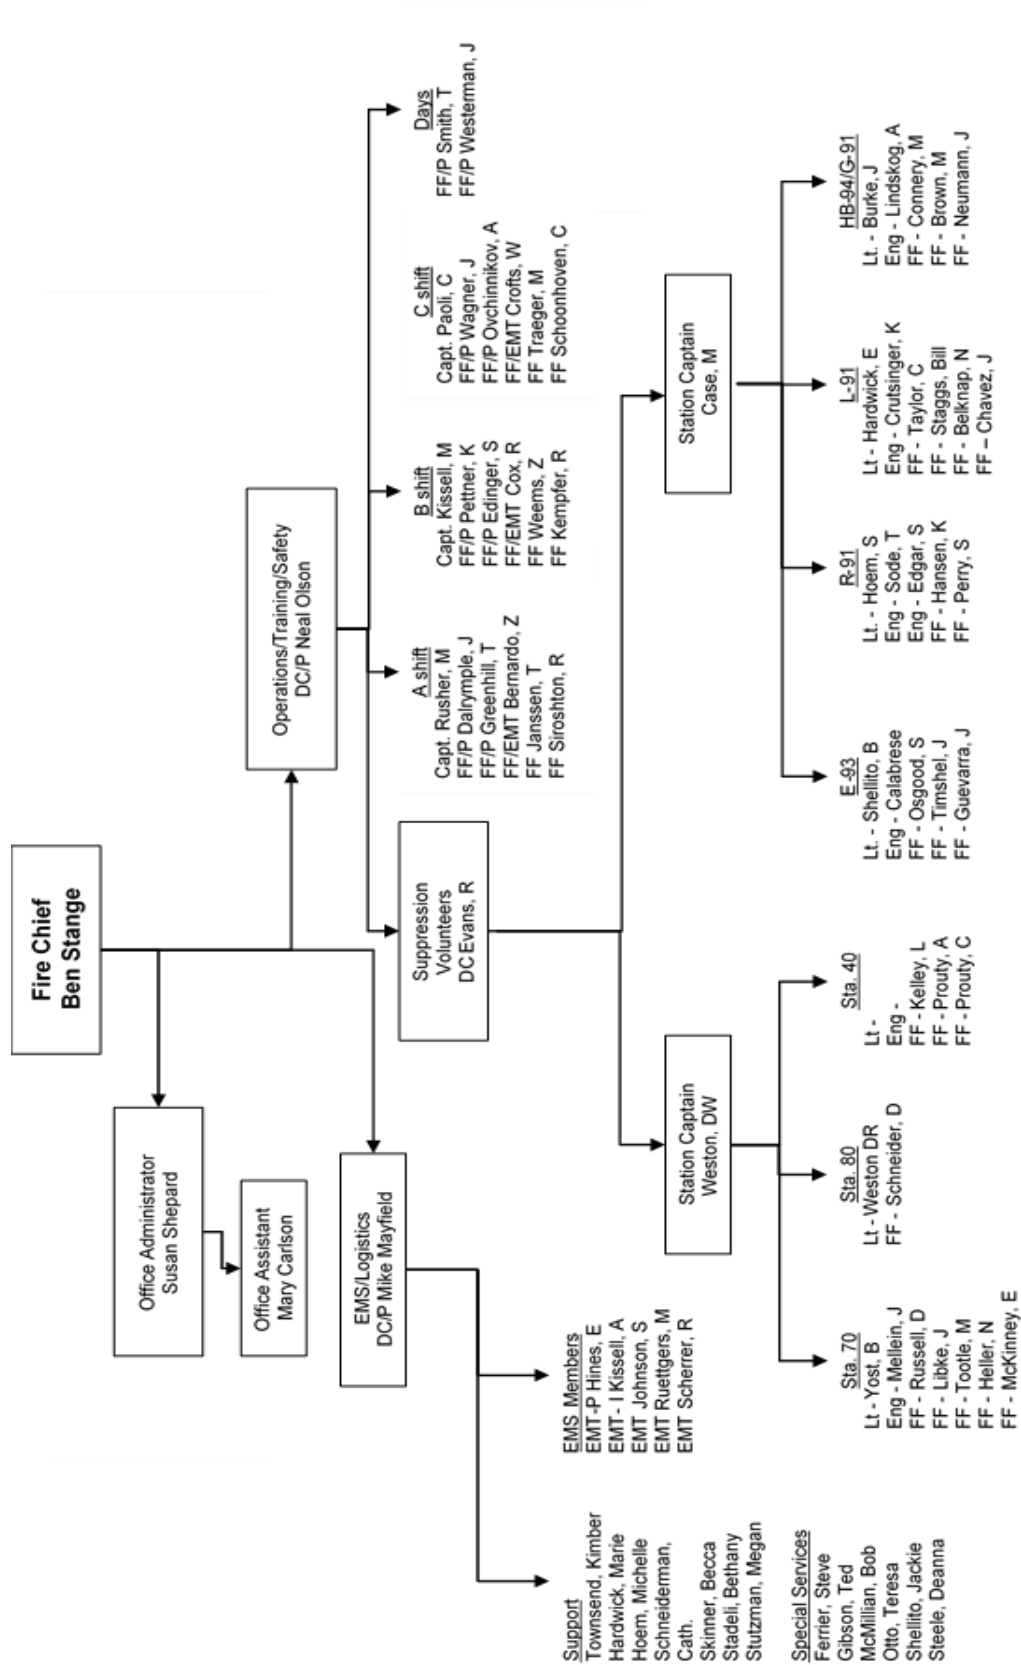 Fire Chief
Ben Stange
Office Administrator
Susan Shepard
Office Assistant
Mary Carlson
EMS/Logistics
DC/P Mike Mayfield
Operations/Training/Safety
DC/P Neal Olson
Suppression
Volunteers
DC Evans, R
A shift
Capt. Rusher, M
FF/P Dalrymple, J
FF/P Greenhill, T
FF/EMT Bernardo, Z
FF Janssen, T
FF Siroshton, R
B shift
Capt. Kissell, M
FF/P Pettner, K
FF/P Edinger, S
FF/EMT Cox, R
FF Weems, Z
FF Kempfer, R
C shift
Capt. Paoli, C
FF/P Wagner, J
FF/P Ovchinnikov, A
FF/EMT Crofts, W
FF Traeger, M
FF Schoonhoven, C
Days
FF/P Smith, T
FF/P Westerman, J
Support
Townsend, Kimber
Hardwick, Marie
Hoem, Michelle
Schneiderman,
Cath.
Skinner, Becca
Stadeli, Bethany
Stutzman, Megan
Special Services
Ferrier, Steve
Gibson, Ted
McMillian, Bob
Otto, Teresa
Shellito, Jackie
Steele, Deanna
EMS Members
EMT-P Hines, E
EMT- I Kissell, A
EMT Johnson, S
EMT Ruettgers, M
EMT Scherrer, R
Station Captain
Weston, DW
Station Captain
Case, M
Sta. 70
Lt - Yost, B
Eng - Mellein, J
FF - Russell, D
FF - Libke, J
FF - Tootle, M
FF - Heller, N
FF - McKinney, E
Sta. 80
Lt -Weston DR
FF - Schneider, D
Sta. 40
Lt -
Eng -
FF - Kelley, L
FF - Prouty, A
FF - Prouty, C
E-93
Lt. - Shellito, B
Eng - Calabrese
FF - Osgood, S
FF - Timshel, J
FF - Guevarra, J
R-91
Lt. - Hoem, S
Eng - Sode, T
Eng - Edgar, S
FF - Hansen, K
FF - Perry, S
L-91
Lt - Hardwick, E
Eng - Crutsinger, K
FF - Taylor, C
FF - Staggs, Bill
FF - Belknap, N
FF – Chavez, J
HB-94/G-91
Lt. - Burke, J
Eng - Lindskog, A
FF - Connery, M
FF - Brown, M
FF - Neumann, J